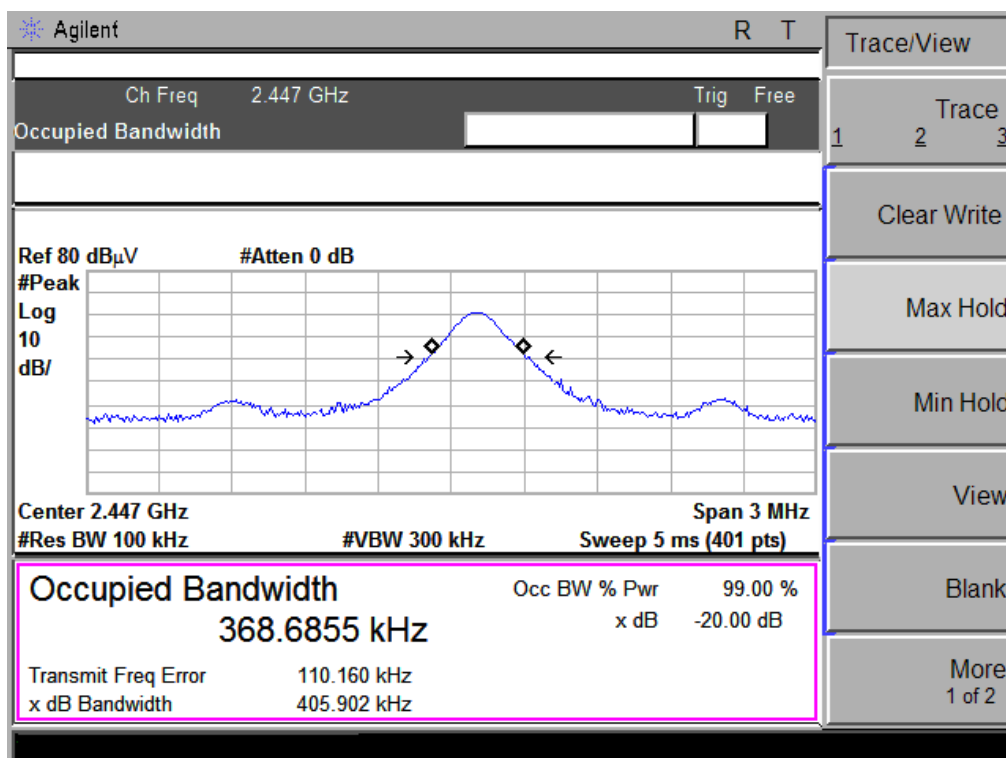 Agilent R T
Ch Freq 2.447 GHz Trig Free
Occupied Bandwidth
Ref 80 dBμV #Atten 0 dB
#Peak
Log
10
dB/
Center 2.447 GHz Span 3 MHz
#Res BW 100 kHz #VBW 300 kHz Sweep 5 ms (401 pts)
Occupied Bandwidth
368.6855 kHz
Occ BW % Pwr 99.00 %
x dB -20.00 dB
Transmit Freq Error 110.160 kHz
x dB Bandwidth 405.902 kHz
Trace/View
Trace
1 2 3
Clear Write
Max Hold
Min Hold
View
Blank
More
1 of 2